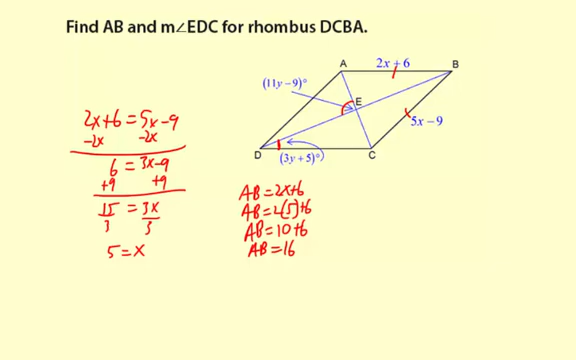 Find AB and m∠EDC for rhombus DCBA.
A
2x + 6
B
(11y – 9)°
E
5x – 9
D
(3y + 5)°
C
2x+6 = 5x-9
-2x -2x
6 = 3x-9
+9 +9
15 = 3x
3 3
5 = x
AB = 2x+6
AB = 2(5)+6
AB = 10+6
AB = 16